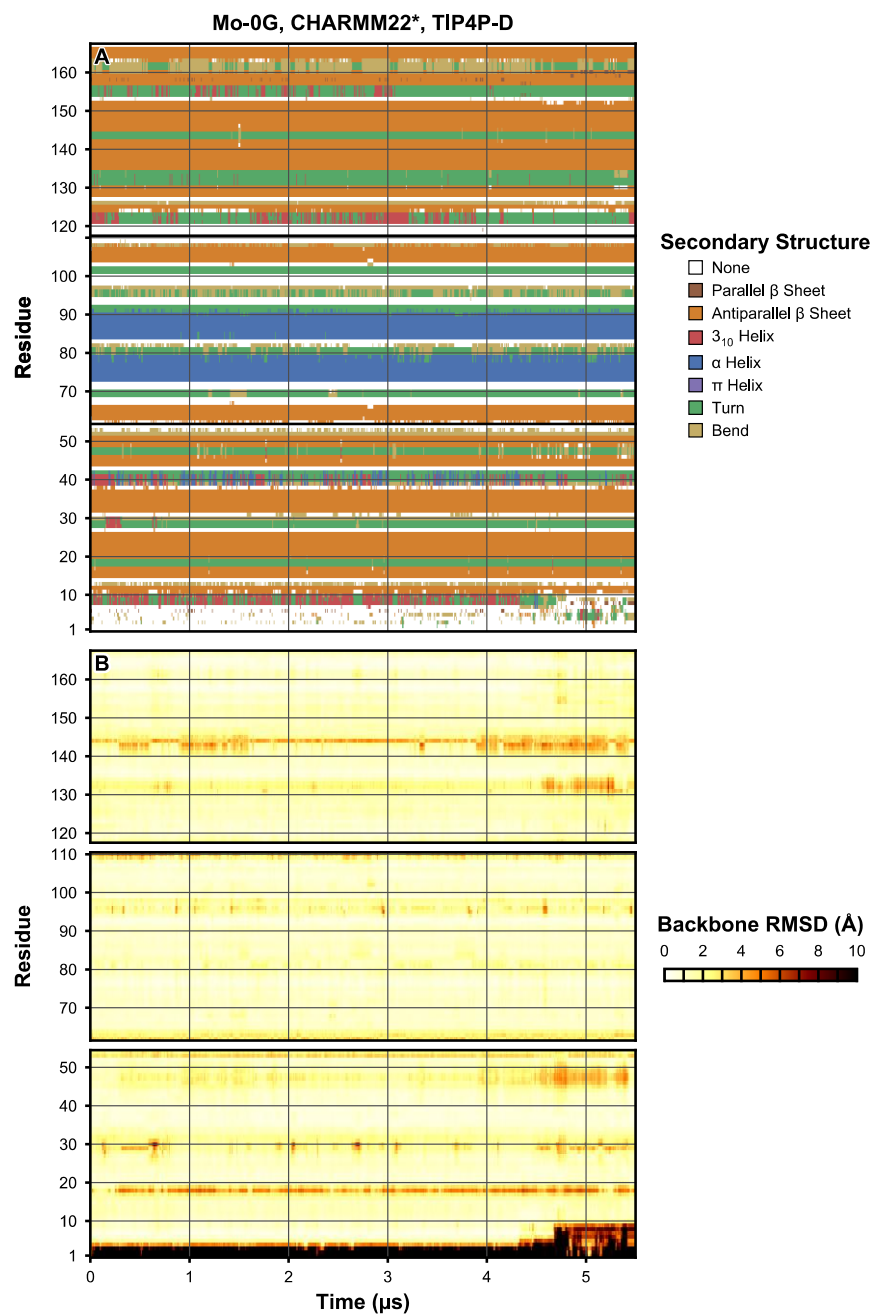 Mo-0G, CHARMM22*, TIP4P-D
A
160
150
140
130
120
100
90
80
70
50
40
30
20
10
1
Residue
Secondary Structure
None
Parallel β Sheet
Antiparallel β Sheet
3₁₀ Helix
α Helix
π Helix
Turn
Bend
B
160
150
140
130
120
110
100
90
80
70
50
40
30
20
10
1
Residue
Backbone RMSD (Å)
0 2 4 6 8 10
0 1 2 3 4 5
Time (μs)